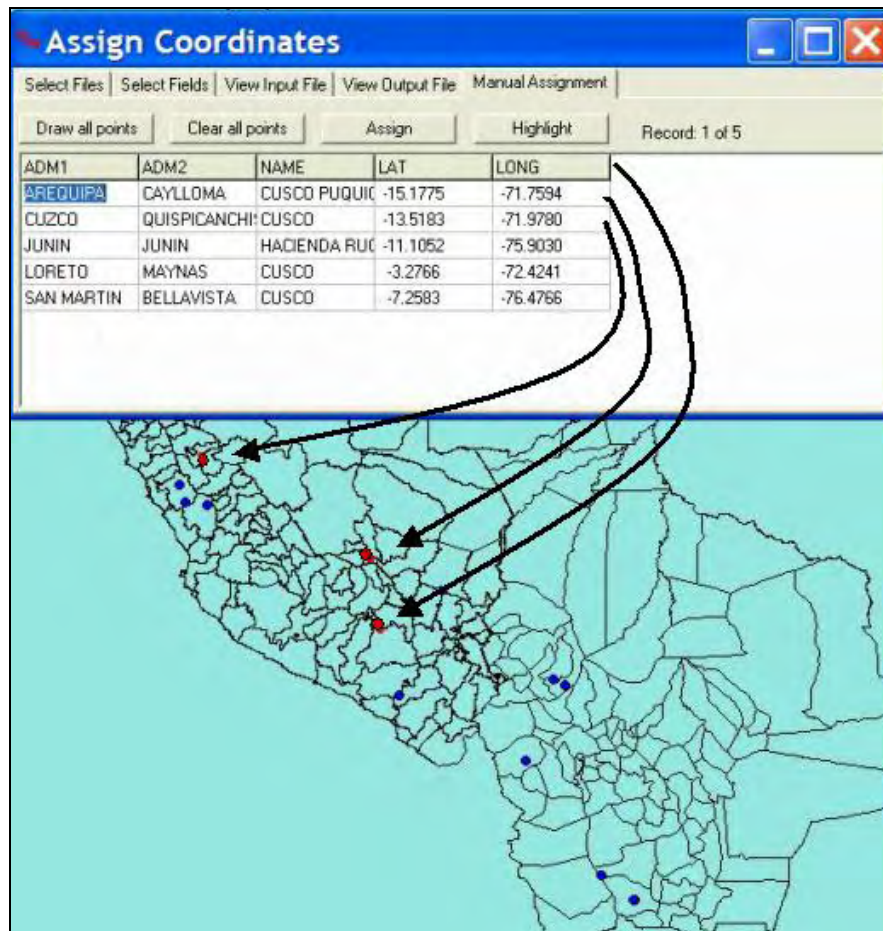 Assign Coordinates
Select Files Select Fields View Input File View Output File Manual Assignment
Draw all points Clear all points Assign Highlight Record: 1 of 5
ADM1 ADM2 NAME LAT LONG
AREQUIPA CAYLLOMA CUSCO PUQUIO -15.1775 -71.7594
CUZCO QUISPICANCHI CUSCO -13.5183 -71.9780
JUNIN JUNIN HACIENDA RUC -11.1052 -75.9030
LORETO MAYNAS CUSCO -3.2766 -72.4241
SAN MARTIN BELLAVISTA CUSCO -7.2583 -76.4766